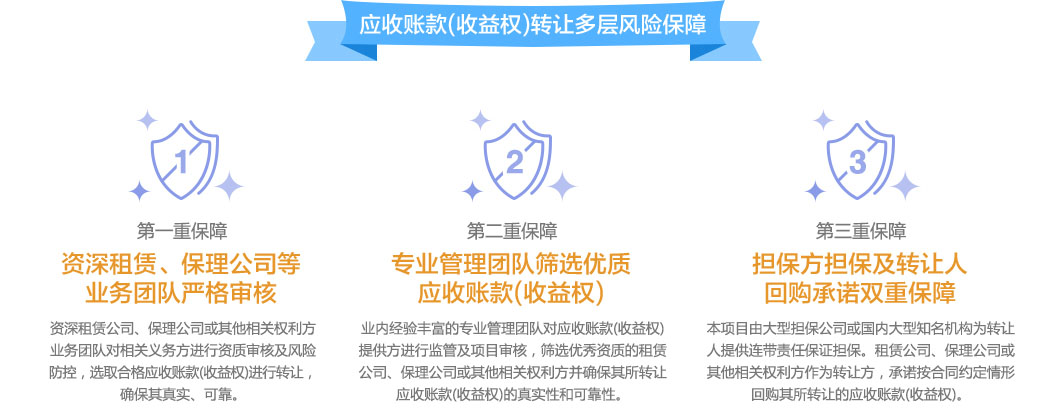 应收账款(收益权)转让多层风险保障
1
第一重保障
资深租赁、保理公司等
业务团队严格审核
资深租赁公司、保理公司或其他相关权利方
业务团队对相关义务方进行资质审核及风险
防控，选取合格应收账款(收益权)进行转让，
确保其真实、可靠。
2
第二重保障
专业管理团队筛选优质
应收账款(收益权)
业内经验丰富的专业管理团队对应收账款(收益权)
提供方进行监管及项目审核，筛选优秀资质的租赁
公司、保理公司或其他相关权利方并确保其所转让
应收账款(收益权)的真实性和可靠性。
3
第三重保障
担保方担保及转让人
回购承诺双重保障
本项目由大型担保公司或国内大型知名机构为转让
人提供连带责任保证担保。租赁公司、保理公司或
其他相关权利方作为转让方，承诺按合同约定情形
回购其所转让的应收账款(收益权)。